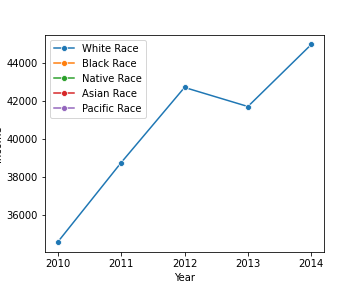 White Race
Black Race
Native Race
Asian Race
Pacific Race
44000
42000
40000
38000
36000
2010
2011
2012
2013
2014
Year